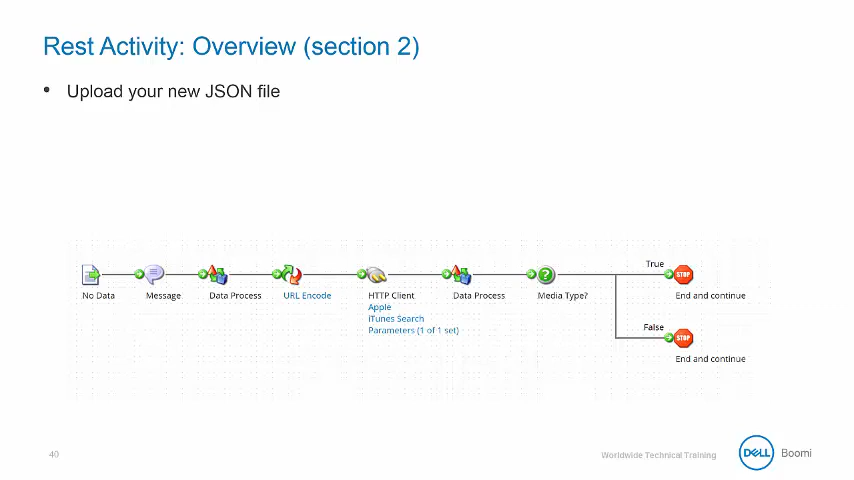 Rest Activity: Overview (section 2)
• Upload your new JSON file
True
STOP
No Data
Message
Data Process
URL Encode
HTTP Client
Apple
iTunes Search
Parameters (1 of 1 set)
Data Process
?
Media Type?
End and continue
False
STOP
End and continue
40
Worldwide Technical Training
DELL
Boomi